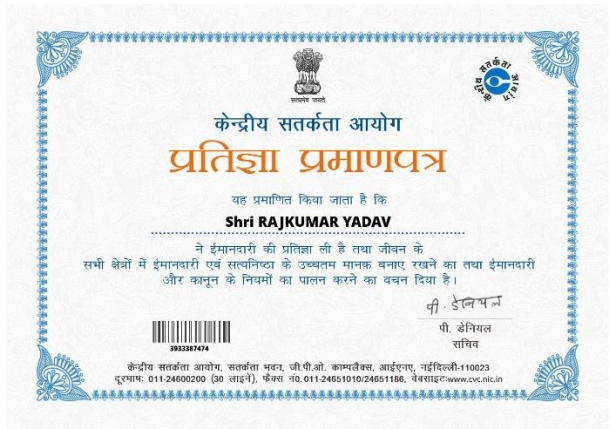 सत्यमेव जयते
केन्द्रीय सतर्कता आयोग
केन्द्रीय सतर्कता आयोग
प्रतिज्ञा प्रमाणपत्र
यह प्रमाणित किया जाता है कि
Shri RAJKUMAR YADAV
ने ईमानदारी की प्रतिज्ञा ली है तथा जीवन के
सभी क्षेत्रों में ईमानदारी एवं सत्यनिष्ठा के उच्चतम मानक बनाए रखने का तथा ईमानदारी
और कानून के नियमों का पालन करने का वचन दिया है।
पी. डेनियल
पी. डेनियल
सचिव
3933387474
केन्द्रीय सतर्कता आयोग, सतर्कता भवन, जी.पी.ओ. काम्पलैक्स, आईएनए, नईदिल्ली-110023
दूरभाषः 011-24600200 (30 लाइनें), फैक्स नं. 011-24651010/24651186, वेबसाइटःwww.cvc.nic.in